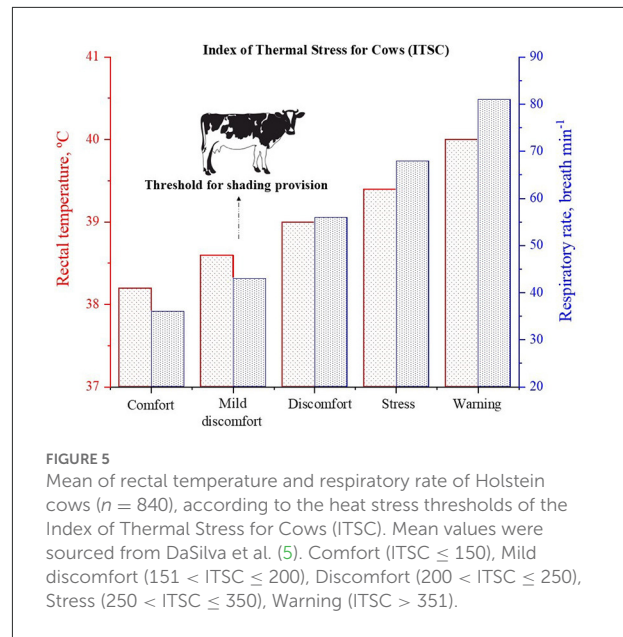 Index of Thermal Stress for Cows (ITSC)
41
40
39
38
37
Rectal temperature, ºC
Threshold for shading provision
90
80
70
60
50
40
30
20
Respiratory rate, breath min⁻¹
Comfort
Mild
discomfort
Discomfort
Stress
Warning
FIGURE 5
Mean of rectal temperature and respiratory rate of Holstein
cows (n = 840), according to the heat stress thresholds of the
Index of Thermal Stress for Cows (ITSC). Mean values were
sourced from DaSilva et al. (5). Comfort (ITSC ≤ 150), Mild
discomfort (151 < ITSC ≤ 200), Discomfort (200 < ITSC ≤ 250),
Stress (250 < ITSC ≤ 350), Warning (ITSC > 351).